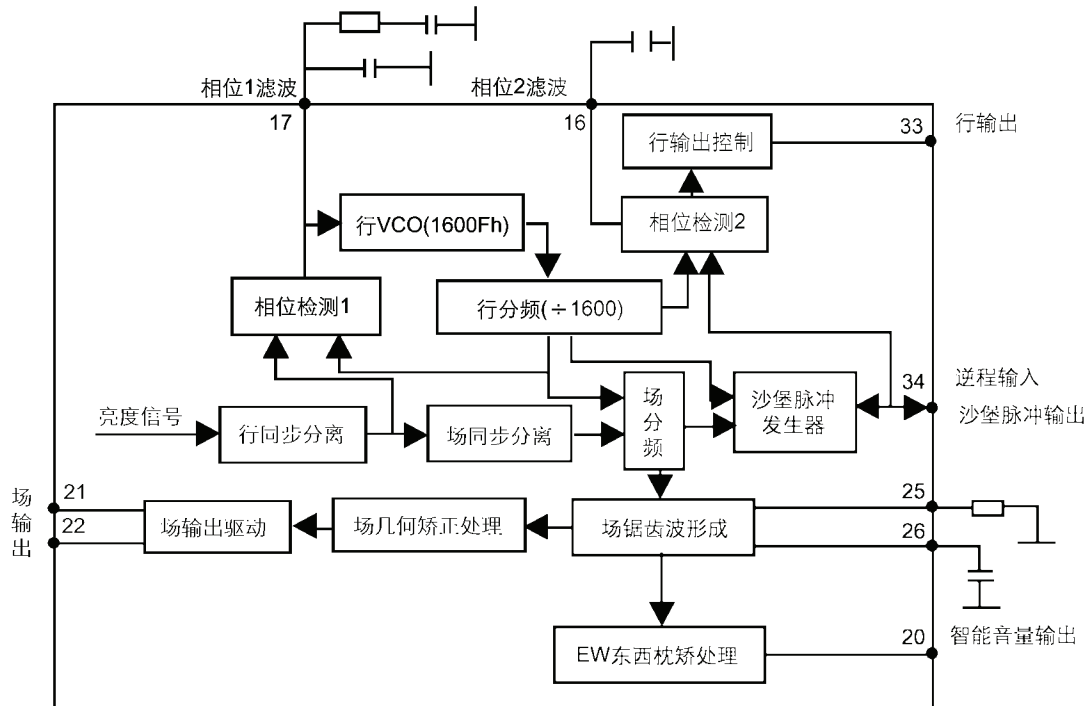 相位1滤波
相位2滤波
17
16
33
行输出
行输出控制
行VCO(1600Fh)
相位检测2
相位检测1
行分频(÷1600)
34
逆程输入
沙堡脉冲输出
亮度信号
行同步分离
场同步分离
场
分
频
沙堡脉冲
发生器
场
输
出
21
22
场输出驱动
场几何矫正处理
场锯齿波形成
25
26
EW东西枕矫处理
20
智能音量输出